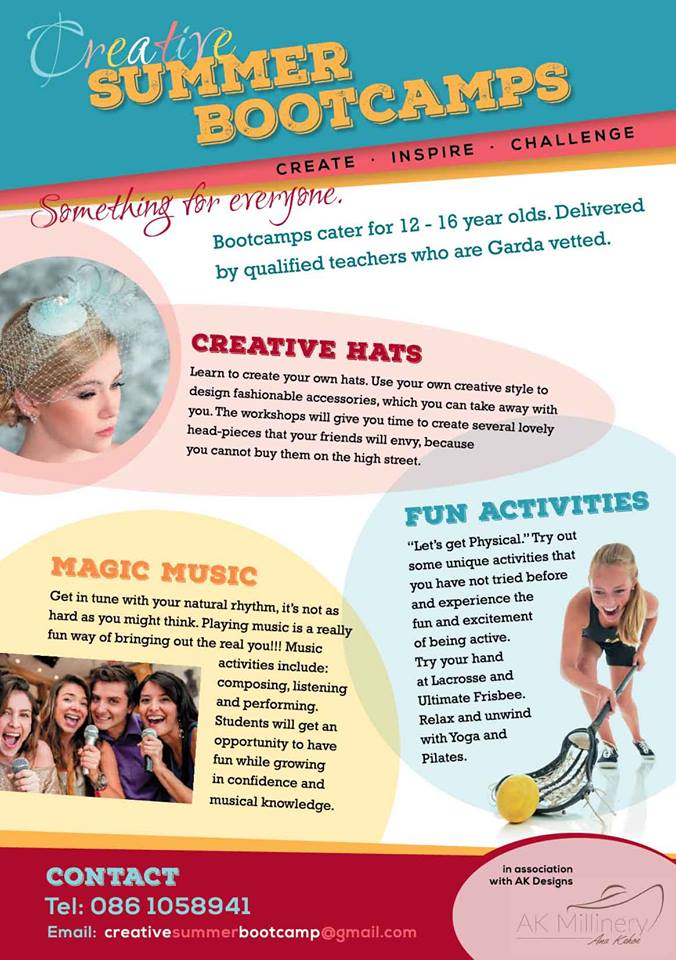 Creative
SUMMER
BOOTCAMPS
CREATE · INSPIRE · CHALLENGE
Something for everyone.
Bootcamps cater for 12 - 16 year olds. Delivered
by qualified teachers who are Garda vetted.
CREATIVE HATS
Learn to create your own hats. Use your own creative style to
design fashionable accessories, which you can take away with
you. The workshops will give you time to create several lovely
head-pieces that your friends will envy, because
you cannot buy them on the high street.
FUN ACTIVITIES
“Let’s get Physical.” Try out
some unique activities that
you have not tried before
and experience the
fun and excitement
of being active.
Try your hand
at Lacrosse and
Ultimate Frisbee.
Relax and unwind
with Yoga and
Pilates.
MAGIC MUSIC
Get in tune with your natural rhythm, it’s not as
hard as you might think. Playing music is a really
fun way of bringing out the real you!!! Music
activities include:
composing, listening
and performing.
Students will get an
opportunity to have
fun while growing
in confidence and
musical knowledge.
CONTACT
Tel: 086 1058941
Email: creativesummerbootcamp@gmail.com
in association
with AK Designs
AK Millinery
Ana Kehoe